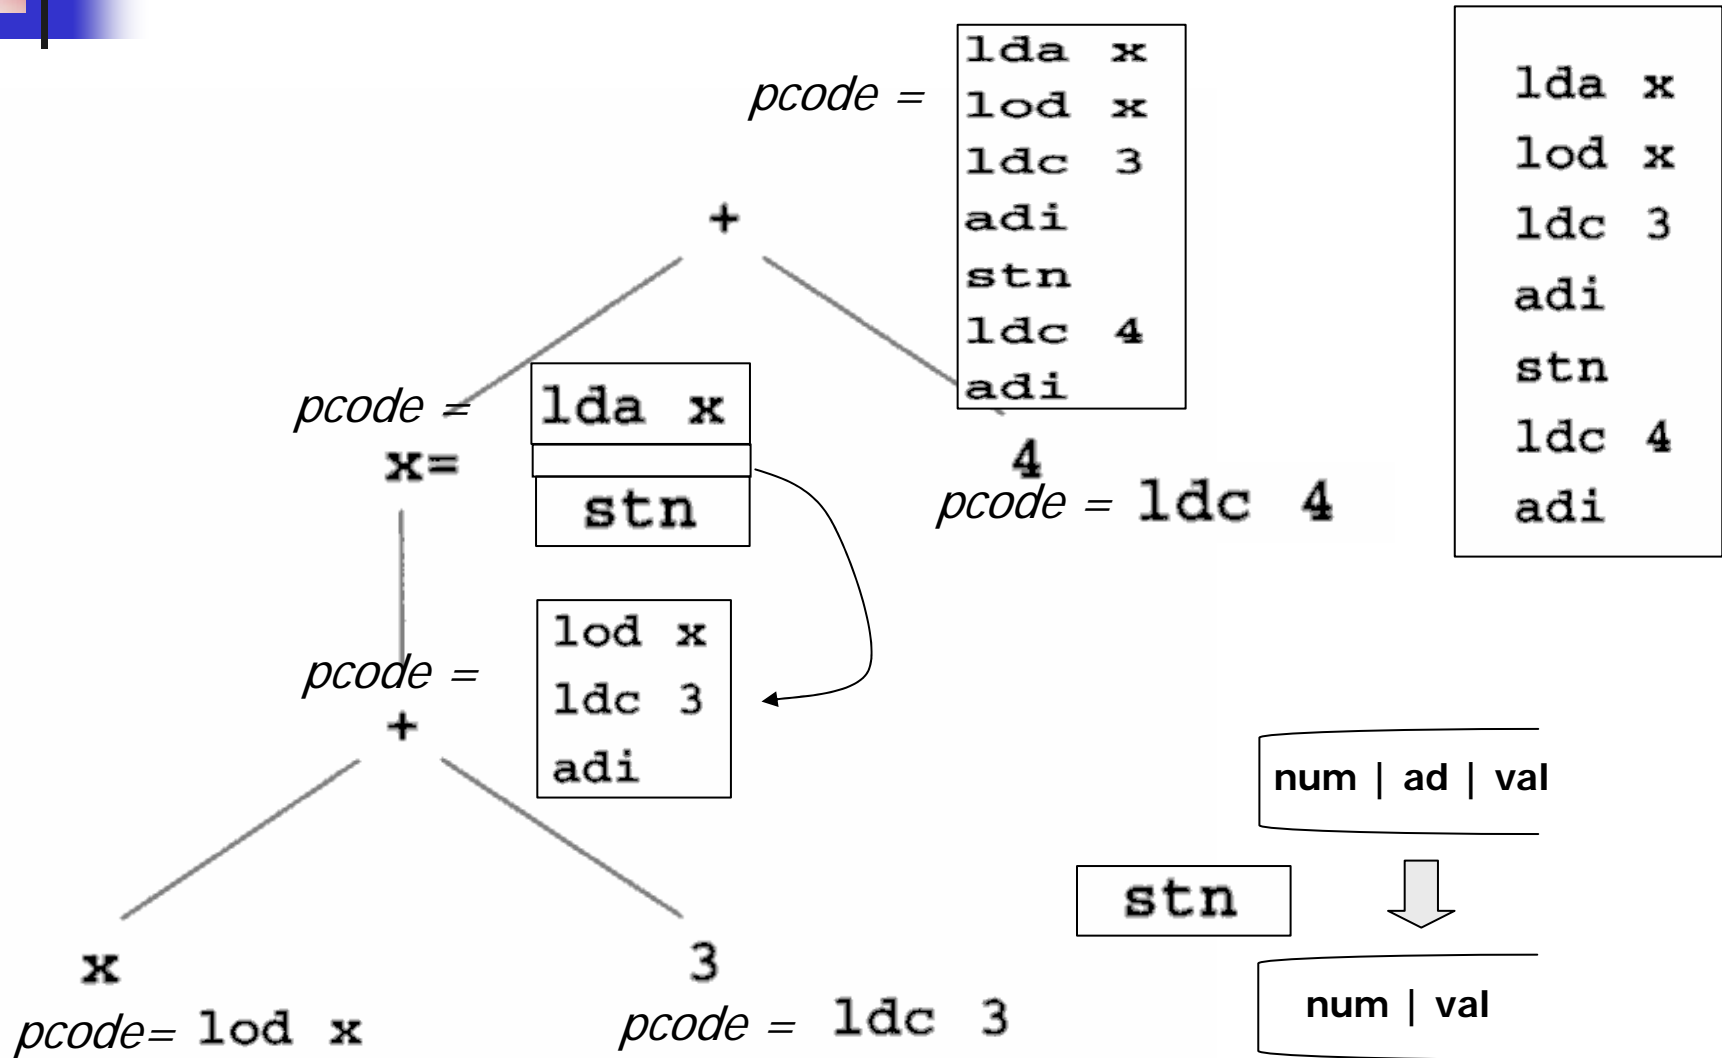 pcode =
lda x
lod x
ldc 3
adi
stn
ldc 4
adi
lda x
lod x
ldc 3
adi
stn
ldc 4
adi
+
pcode =
lda x
stn
x=
4
pcode = ldc 4
pcode =
lod x
ldc 3
adi
+
x
pcode= lod x
3
pcode = ldc 3
num | ad | val
stn
num | val